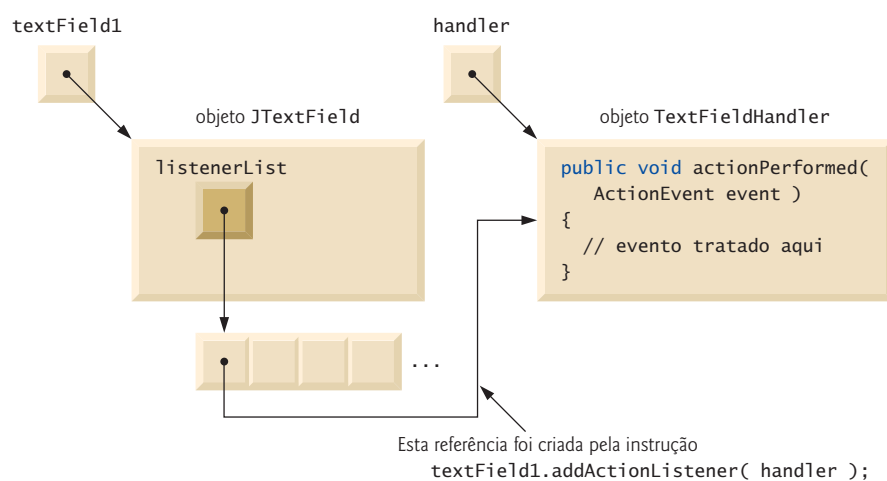 textField1
handler
objeto JTextField
objeto TextFieldHandler
listenerList
public void actionPerformed(
ActionEvent event )
{
// evento tratado aqui
}
...
Esta referência foi criada pela instrução
textField1.addActionListener( handler );